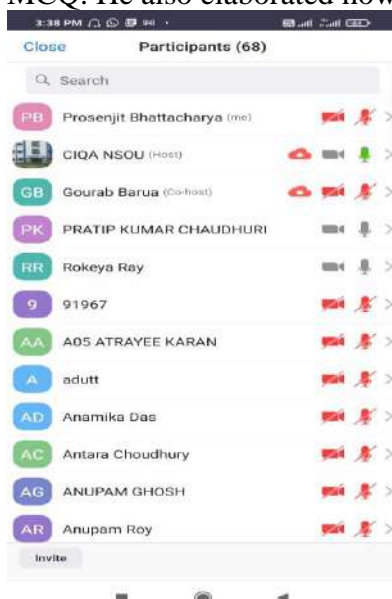 MCQ. He also elaborated how
3:38 PM
Close Participants (68)
Search
PB Prosenjit Bhattacharya (me)
CIQA NSOU (Host)
GB Gourab Barua (Co-host)
PK PRATIP KUMAR CHAUDHURI
RR Rokeya Ray
9 91967
AA A05 ATRAYEE KARAN
A adutt
AD Anamika Das
AC Antara Choudhury
AG ANUPAM GHOSH
AR Anupam Roy
Invite